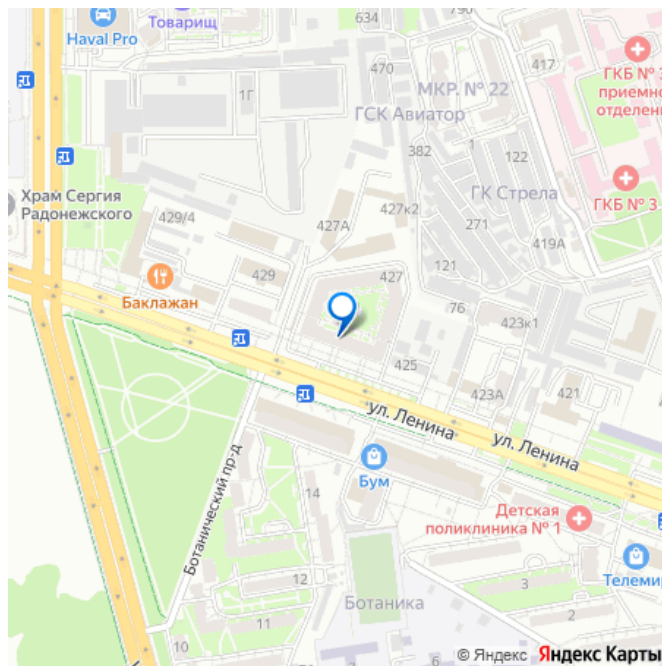 634
790
Товарищ
Haval Pro
470
417
ГКБ № 3
приемно
отделени
МКР. № 22
1Г
ГСК Авиатор
382
122
ГКБ № 3
Храм Сергия
Радонежского
429/4
427А
427к2
ГК Стрела
271
419А
429
427
121
Баклажан
76
423к1
425
423А
421
ул. Ленина
ул. Ленина
Бум
Ботанический пр-д
14
Детская
поликлиника № 1
Телемир
12
3
Ботаника
2
11
10
6
© Яндекс Яндекс Карты